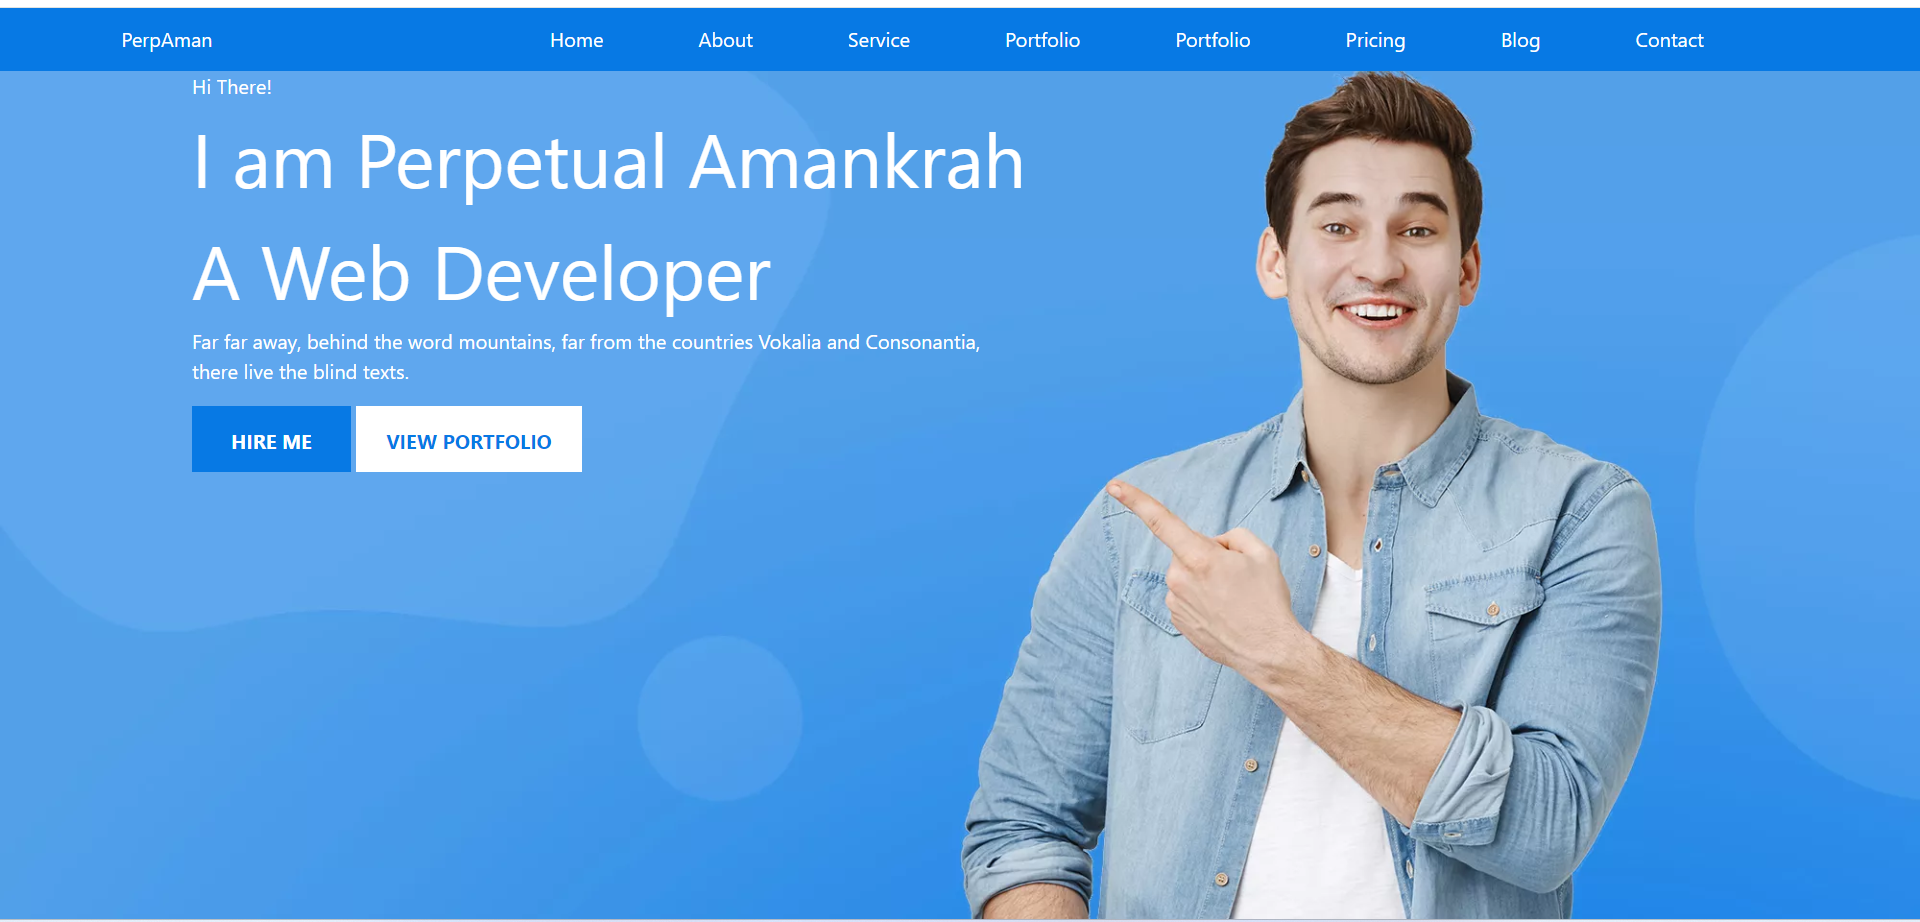 PerpAman Home About Service Portfolio Portfolio Pricing Blog Contact
Hi There!
I am Perpetual Amankrah
A Web Developer
Far far away, behind the word mountains, far from the countries Vokalia and Consonantia,
there live the blind texts.
HIRE ME VIEW PORTFOLIO